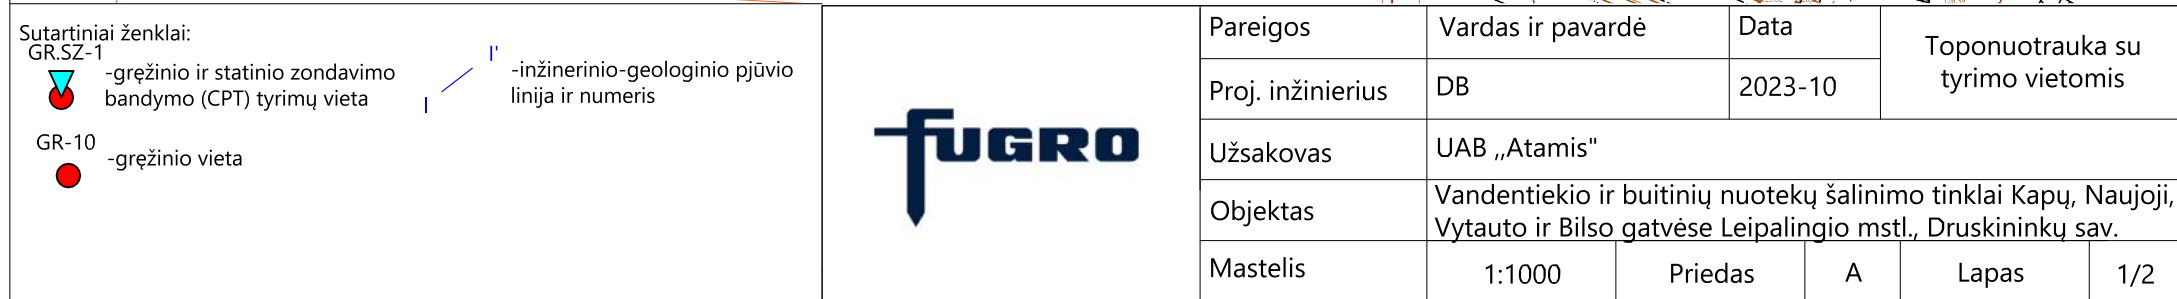 Sutartiniai ženklai:
GR.SZ-1
-gręžinio ir statinio zondavimo
bandymo (CPT) tyrimų vieta
GR-10
-gręžinio vieta
I'
I
-inžinerinio-geologinio pjūvio
linija ir numeris
FUGRO
Pareigos
Vardas ir pavardė
Data
Toponuotrauka su
tyrimo vietomis
Proj. inžinierius
DB
2023-10
Užsakovas
UAB ,,Atamis"
Objektas
Vandentiekio ir buitinių nuotekų šalinimo tinklai Kapų, Naujoji,
Vytauto ir Bilso gatvėse Leipalingio mstl., Druskininkų sav.
Mastelis
1:1000
Priedas
A
Lapas
1/2